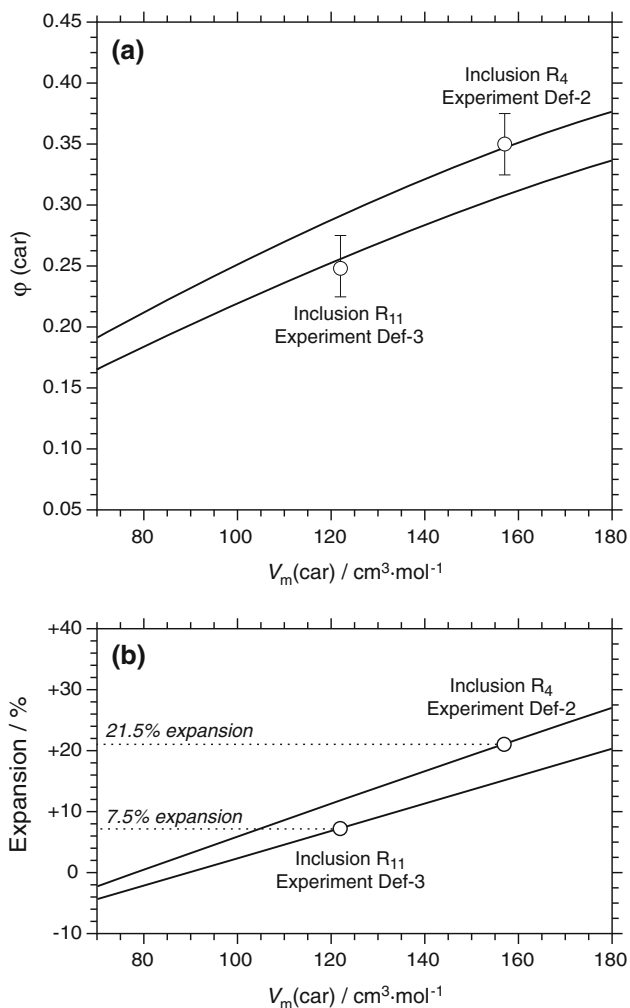 0.45
(a)
0.40
Inclusion R₄
Experiment Def-2
0.35
0.30
φ (car)
0.25
Inclusion R₁₁
Experiment Def-3
0.20
0.15
0.10
0.05
80 100 120 140 160 180
Vₘ(car) / cm³·mol⁻¹
+40
(b)
+30
Inclusion R₄
Experiment Def-2
21.5% expansion
+20
Expansion / %
+10
7.5% expansion
Inclusion R₁₁
Experiment Def-3
0
-10
80 100 120 140 160 180
Vₘ(car) / cm³·mol⁻¹